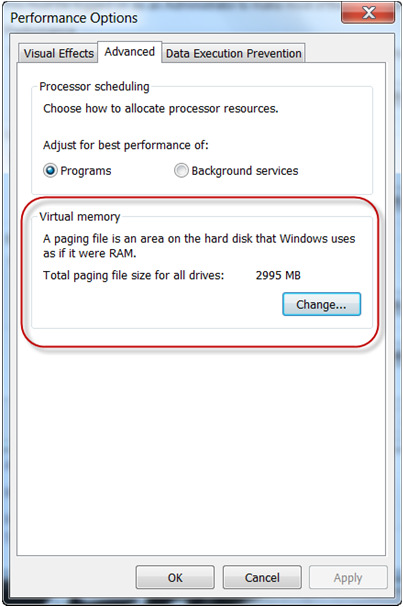 Performance Options
Visual Effects
Advanced
Data Execution Prevention
Processor scheduling
Choose how to allocate processor resources.
Adjust for best performance of:
Programs
Background services
Virtual memory
A paging file is an area on the hard disk that Windows uses
as if it were RAM.
Total paging file size for all drives: 2995 MB
Change...
OK
Cancel
Apply